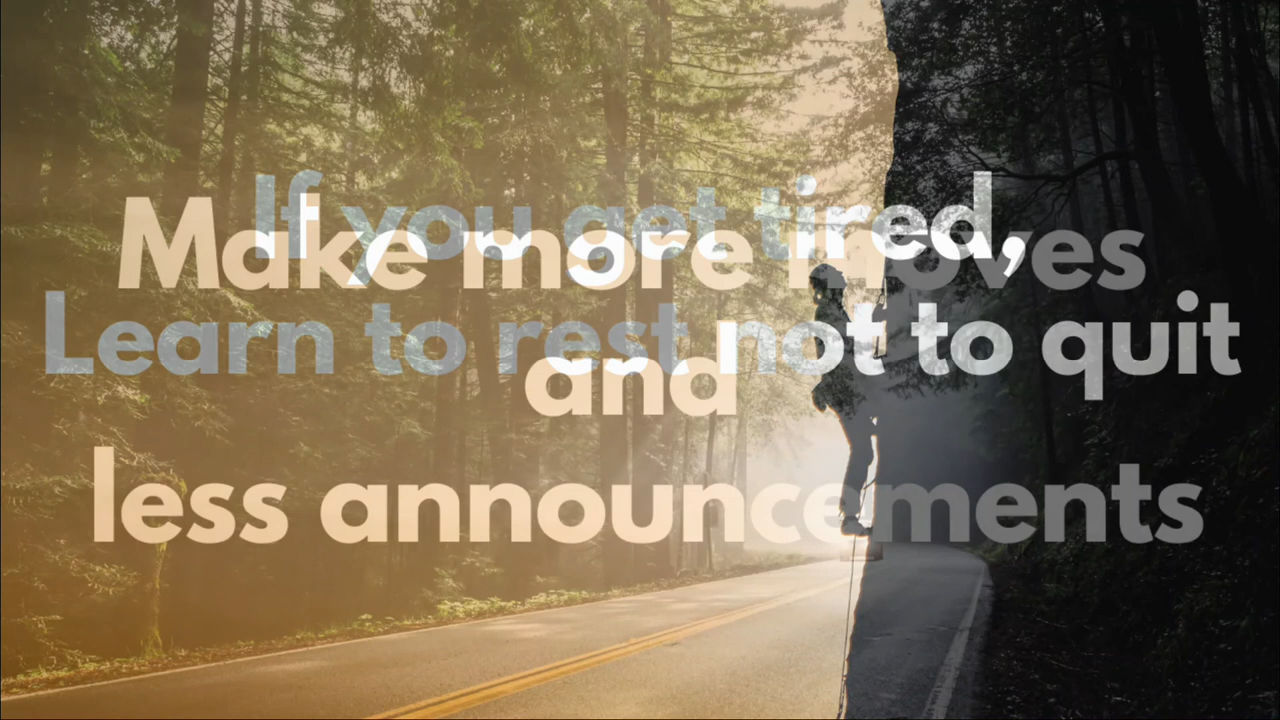 If you get tired,
Learn to rest not to quit
Make more moves
and
less announcements